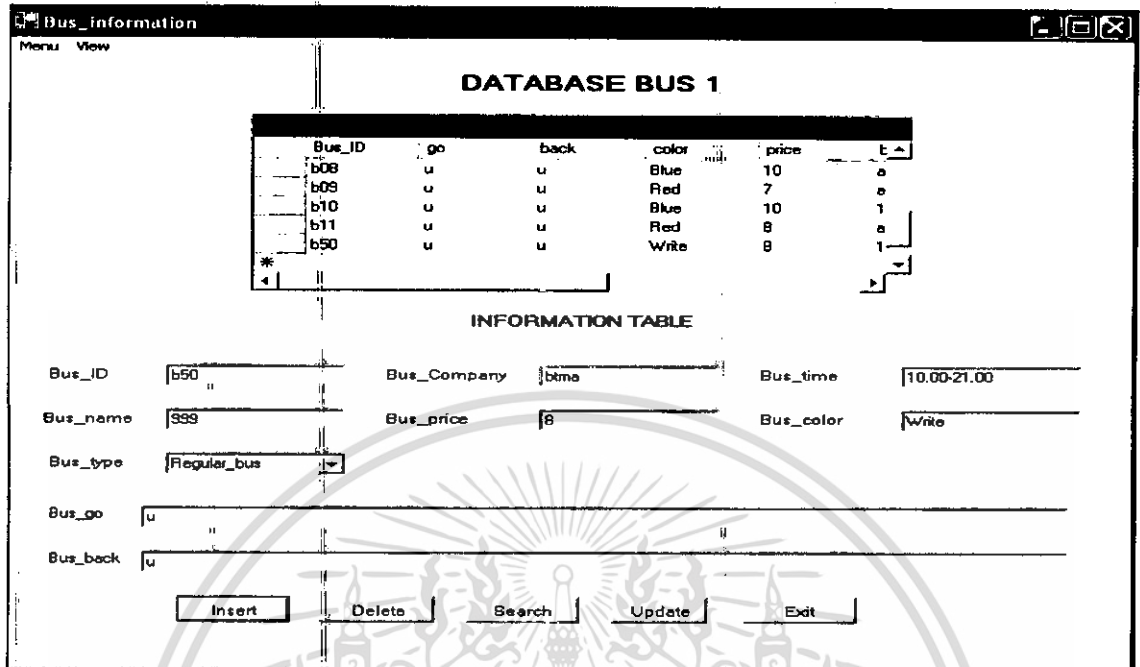 Bus_information
Menu View
DATABASE BUS 1
Bus_ID go back color price t
b08 u u Blue 10 a
b09 u u Red 7 a
b10 u u Blue 10 1
b11 u u Red 8 a
b50 u u Write 8 1
*
INFORMATION TABLE
Bus_ID b50 Bus_Company btma Bus_time 10.00-21.00
Bus_name 999 Bus_price 8 Bus_color Write
Bus_type Regular_bus
Bus_go u
Bus_back u
Insert Delete Search Update Exit